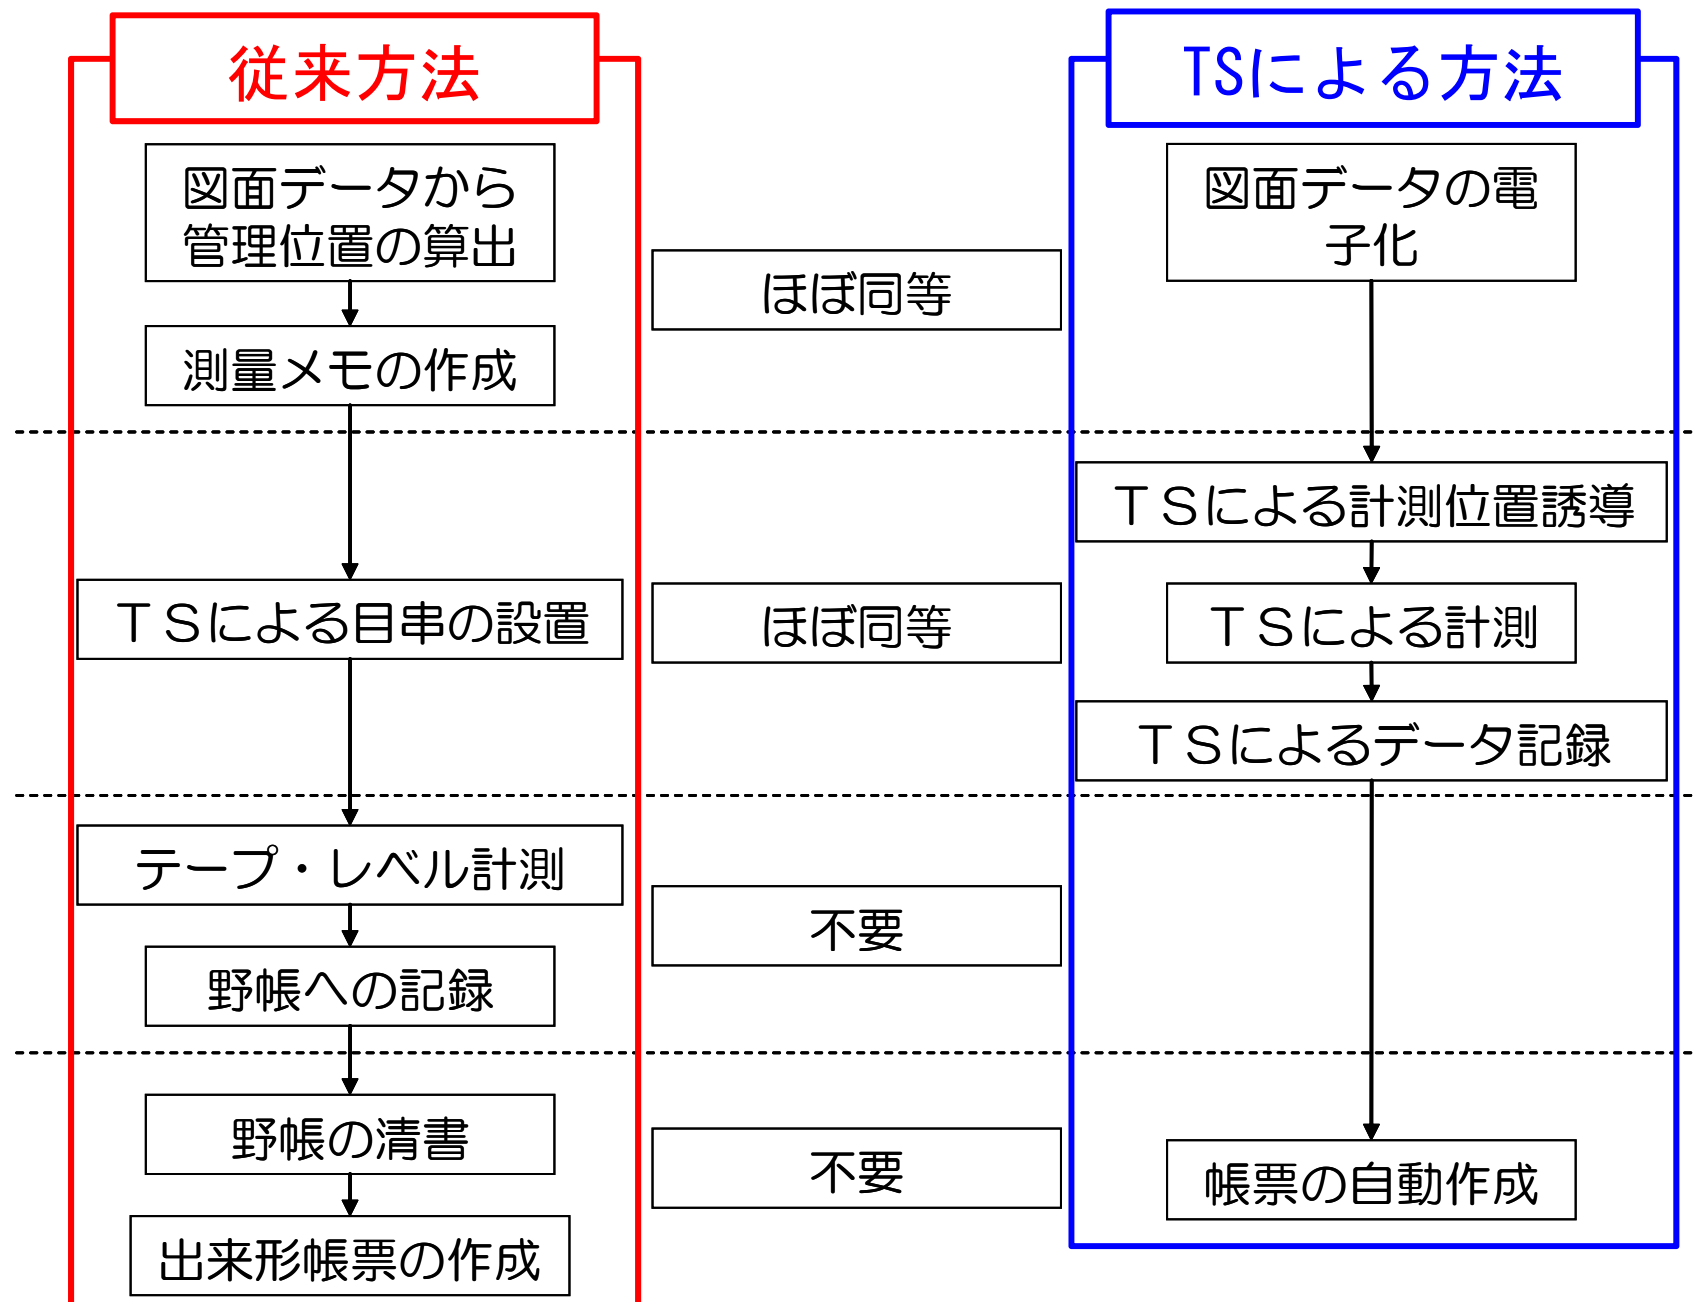 従来方法
図面データから
管理位置の算出
測量メモの作成
ＴＳによる目串の設置
テープ・レベル計測
野帳への記録
野帳の清書
出来形帳票の作成
ほぼ同等
ほぼ同等
不要
不要
TSによる方法
図面データの電
子化
ＴＳによる計測位置誘導
ＴＳによる計測
ＴＳによるデータ記録
帳票の自動作成